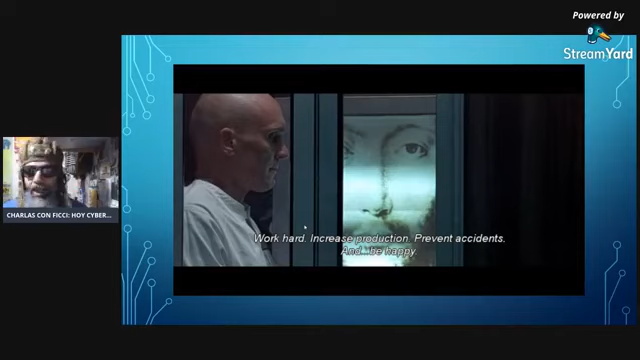 Powered by
StreamYard
Work hard. Increase production. Prevent accidents.
And...be happy.
CHARLAS CON FICCI: HOY CYBER...